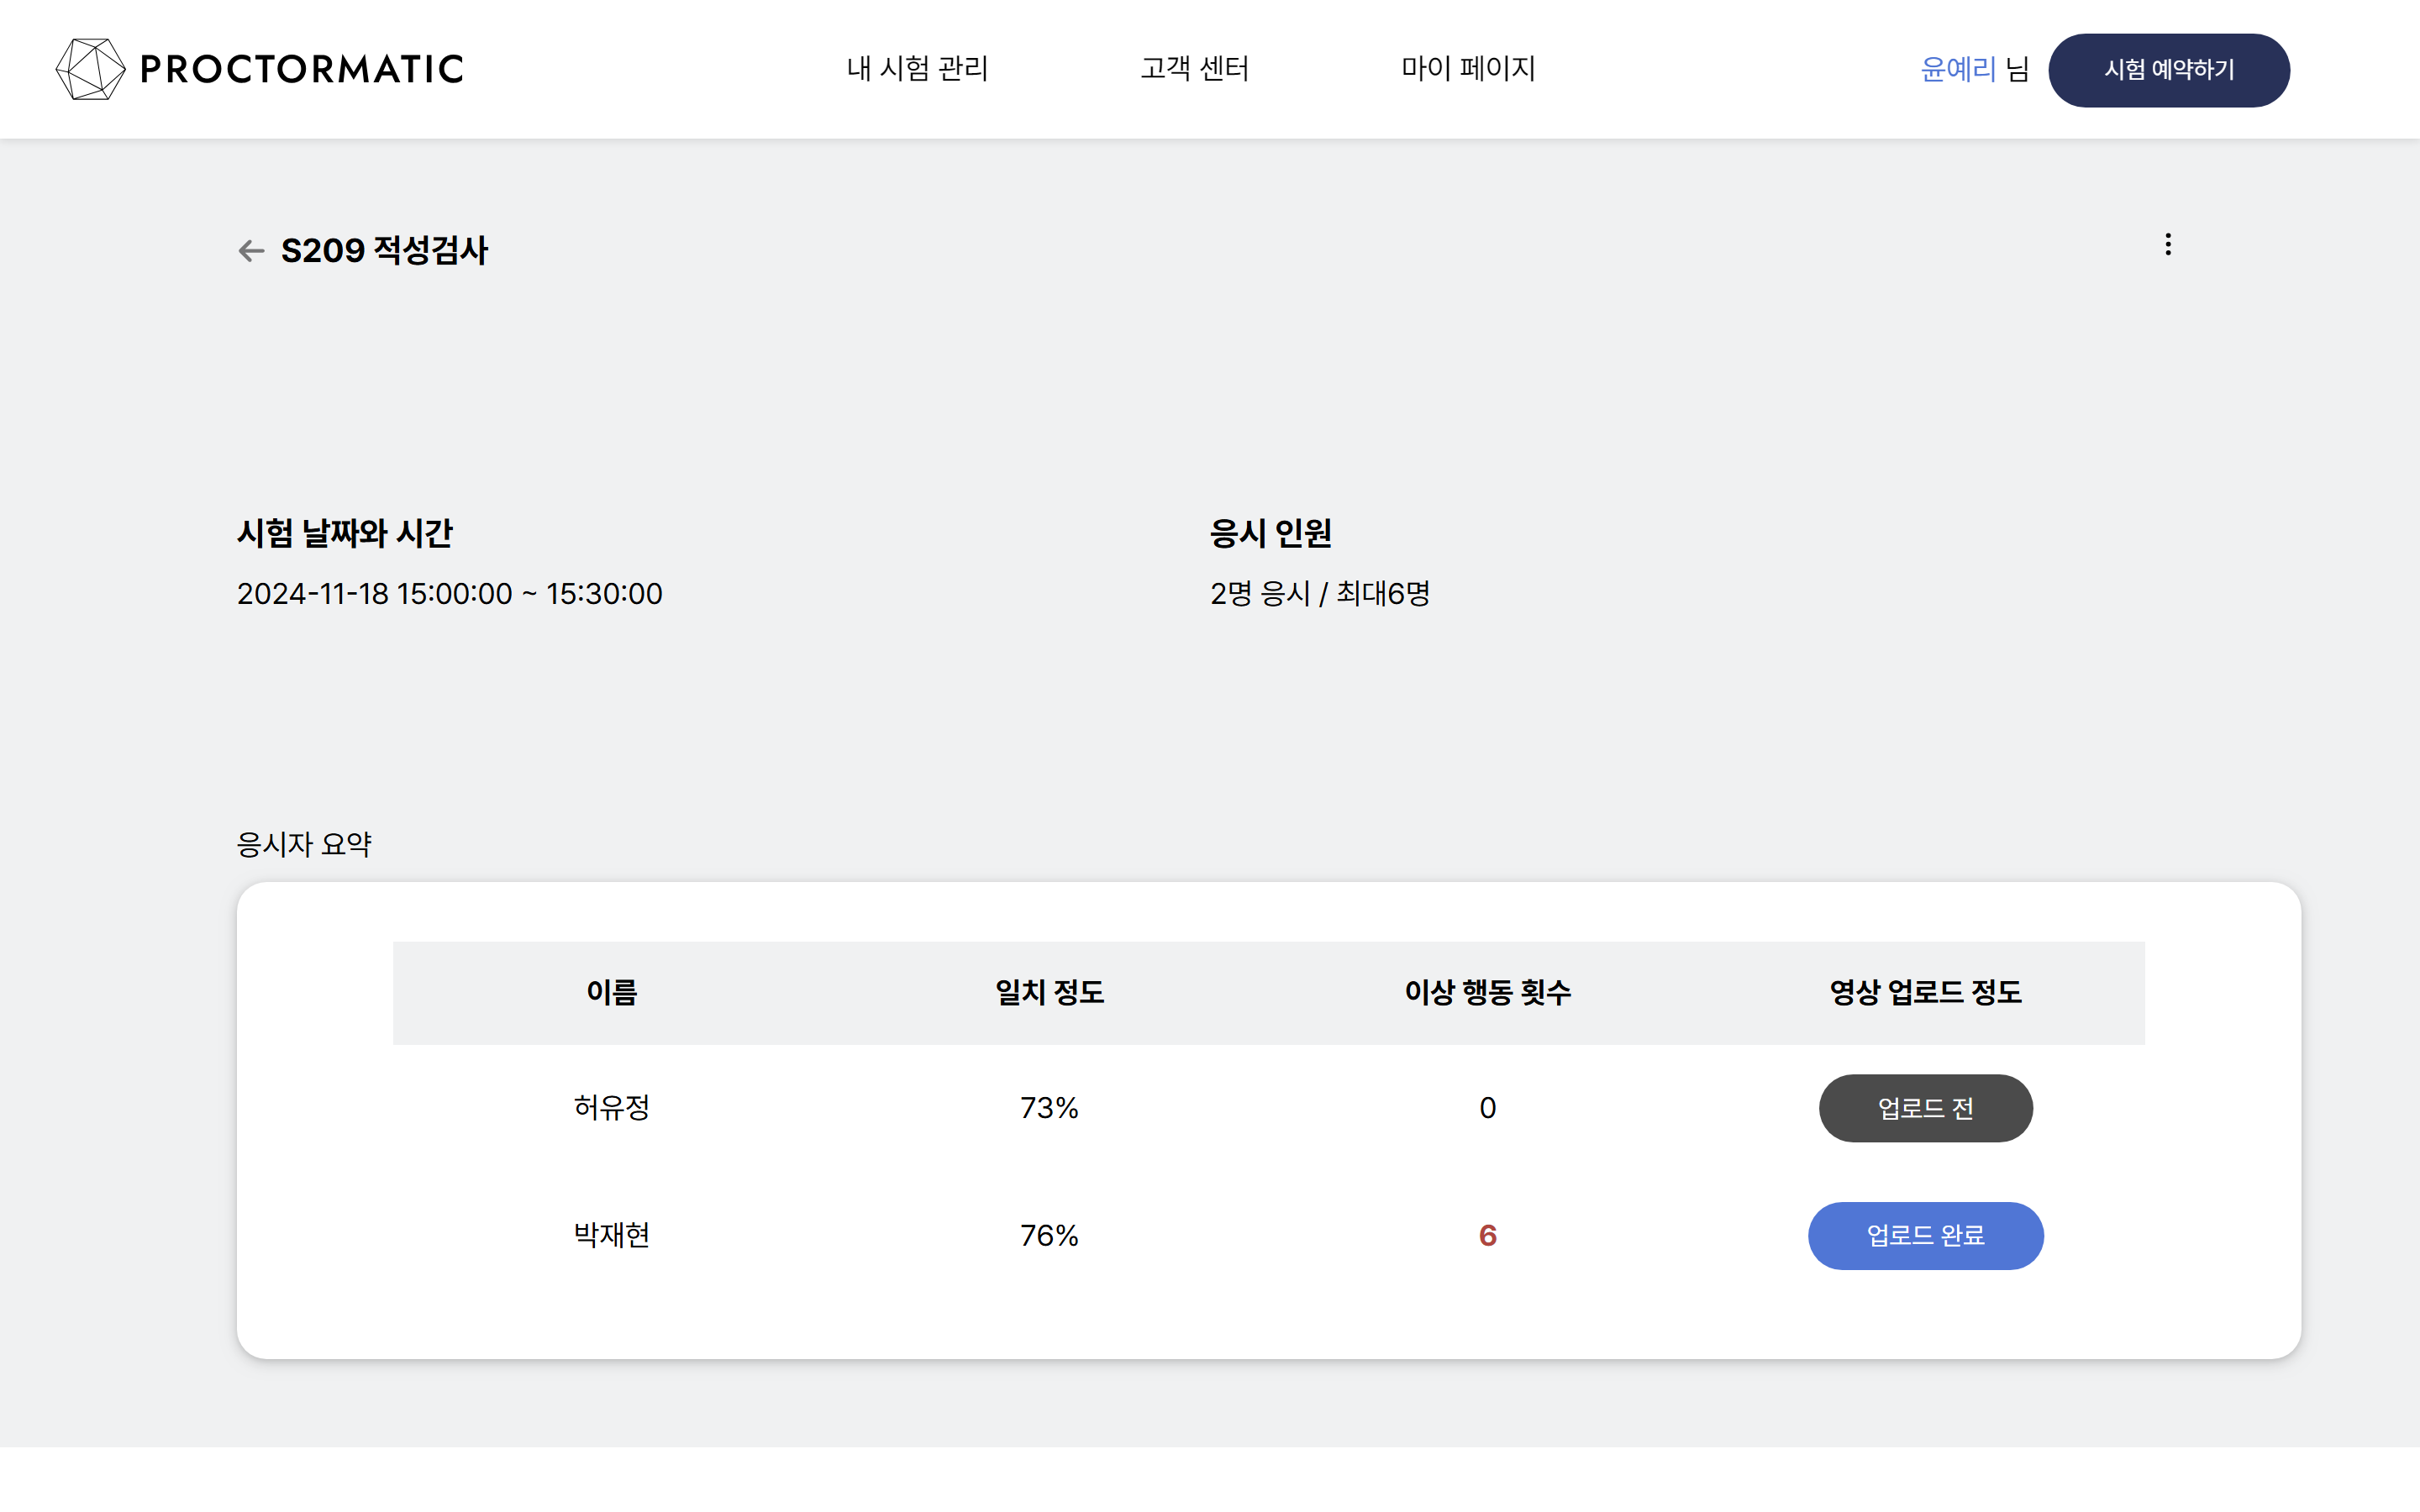 PROCTORMATIC 내 시험 관리 고객 센터 마이 페이지 윤예리 님 시험 예약하기
S209 적성검사
시험 날짜와 시간 응시 인원
2024-11-18 15:00:00 ~ 15:30:00 2명 응시 / 최대6명
응시자 요약
이름 일치 정도 이상 행동 횟수 영상 업로드 정도
허유정 73% 0 업로드 전
박재현 76% 6 업로드 완료